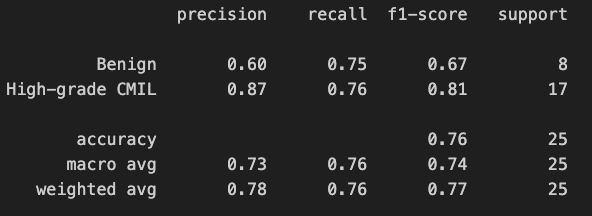 precision recall f1-score support
Benign 0.60 0.75 0.67 8
High-grade CMIL 0.87 0.76 0.81 17
accuracy 0.76 25
macro avg 0.73 0.76 0.74 25
weighted avg 0.78 0.76 0.77 25